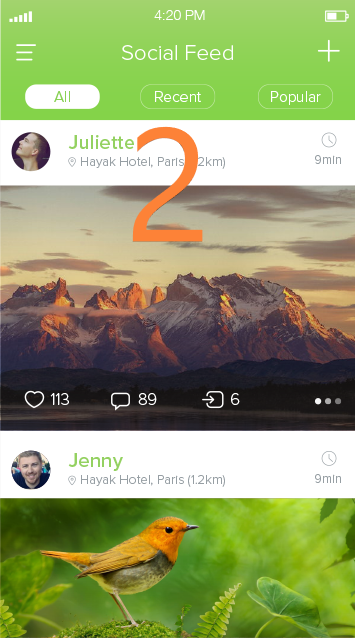 4:20 PM
Social Feed
All Recent Popular
Juliette
Hayak Hotel, Paris 2km)
9min
2
113 89 6
Jenny
Hayak Hotel, Paris (1.2km)
9min